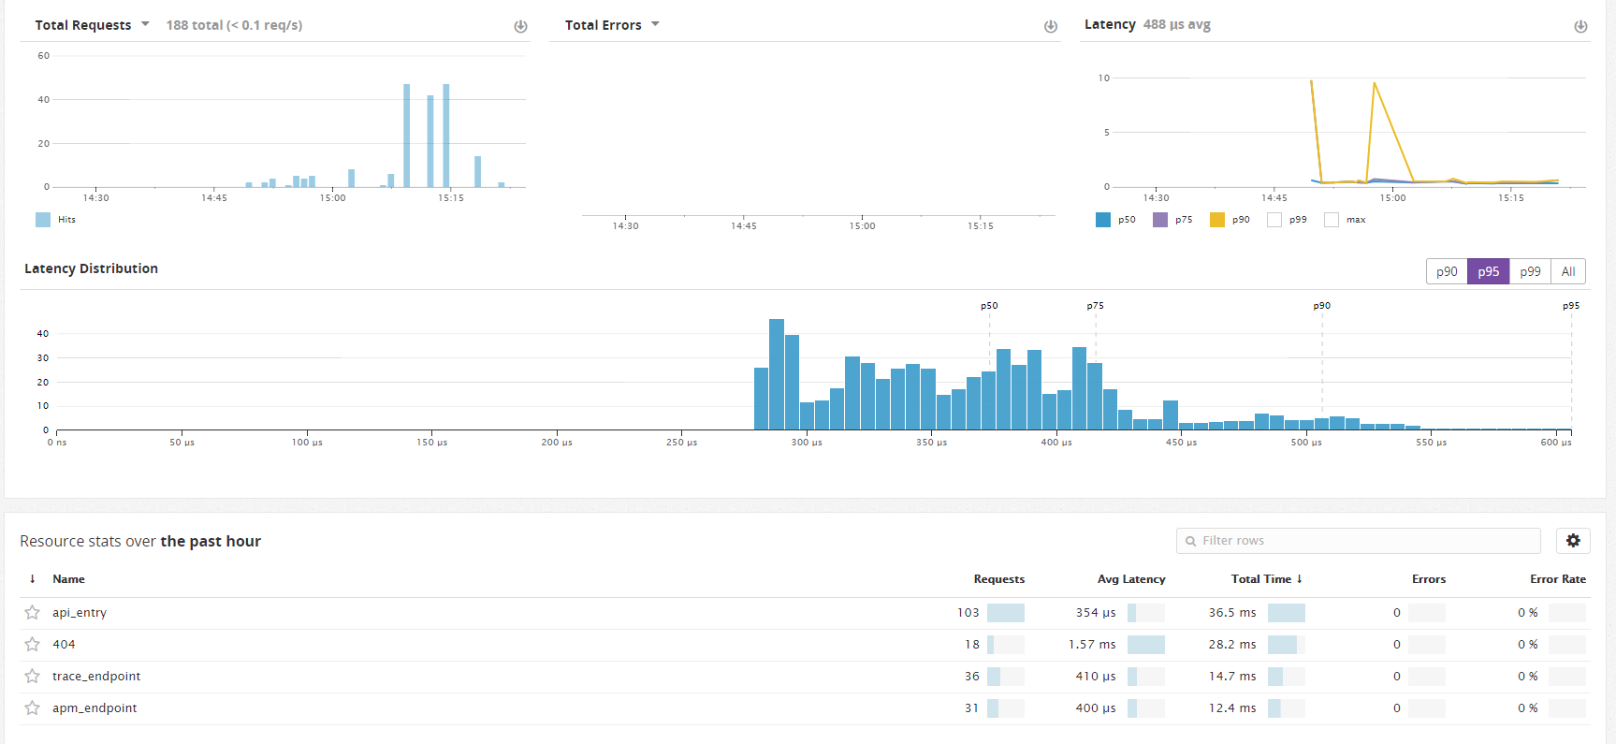 Total Requests 188 total (< 0.1 req/s)
Total Errors
Latency 488 µs avg
60
40
20
0
14:30 14:45 15:00 15:15
Hits
14:30 14:45 15:00 15:15
10
5
0
14:30 14:45 15:00 15:15
p50 p75 p90 p99 max
Latency Distribution
p90 p95 p99 All
p50 p75 p90 p95
40
30
20
10
0
0 ns 50 µs 100 µs 150 µs 200 µs 250 µs 300 µs 350 µs 400 µs 450 µs 500 µs 550 µs 600 µs
Resource stats over the past hour
Filter rows
↓ Name Requests Avg Latency Total Time ↓ Errors Error Rate
api_entry 103 354 µs 36.5 ms 0 0 %
404 18 1.57 ms 28.2 ms 0 0 %
trace_endpoint 36 410 µs 14.7 ms 0 0 %
apm_endpoint 31 400 µs 12.4 ms 0 0 %